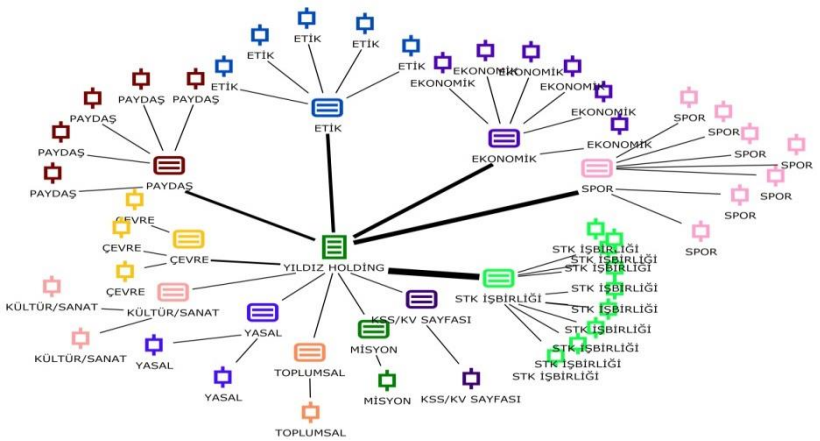 ETİK
ETİK
ETİK
ETİK
ETİK
ETİK
EKONOMİK
EKONOMİK
EKONOMİK
EKONOMİK
EKONOMİK
EKONOMİK
EKONOMİK
PAYDAŞ
PAYDAŞ
PAYDAŞ
PAYDAŞ
PAYDAŞ
PAYDAŞ
SPOR
SPOR
SPOR
SPOR
SPOR
SPOR
SPOR
SPOR
ÇEVRE
ÇEVRE
ÇEVRE
ÇEVRE
YILDIZ HOLDİNG
STK İŞBİRLİĞİ
STK İŞBİRLİĞİ
STK İŞBİRLİĞİ
STK İŞBİRLİĞİ
STK İŞBİRLİĞİ
STK İŞBİRLİĞİ
STK İŞBİRLİĞİ
STK İŞBİRLİĞİ
STK İŞBİRLİĞİ
KÜLTÜR/SANAT
KÜLTÜR/SANAT
KÜLTÜR/SANAT
YASAL
YASAL
YASAL
TOPLUMSAL
TOPLUMSAL
MİSYON
MİSYON
KSS/KV SAYFASI
KSS/KV SAYFASI